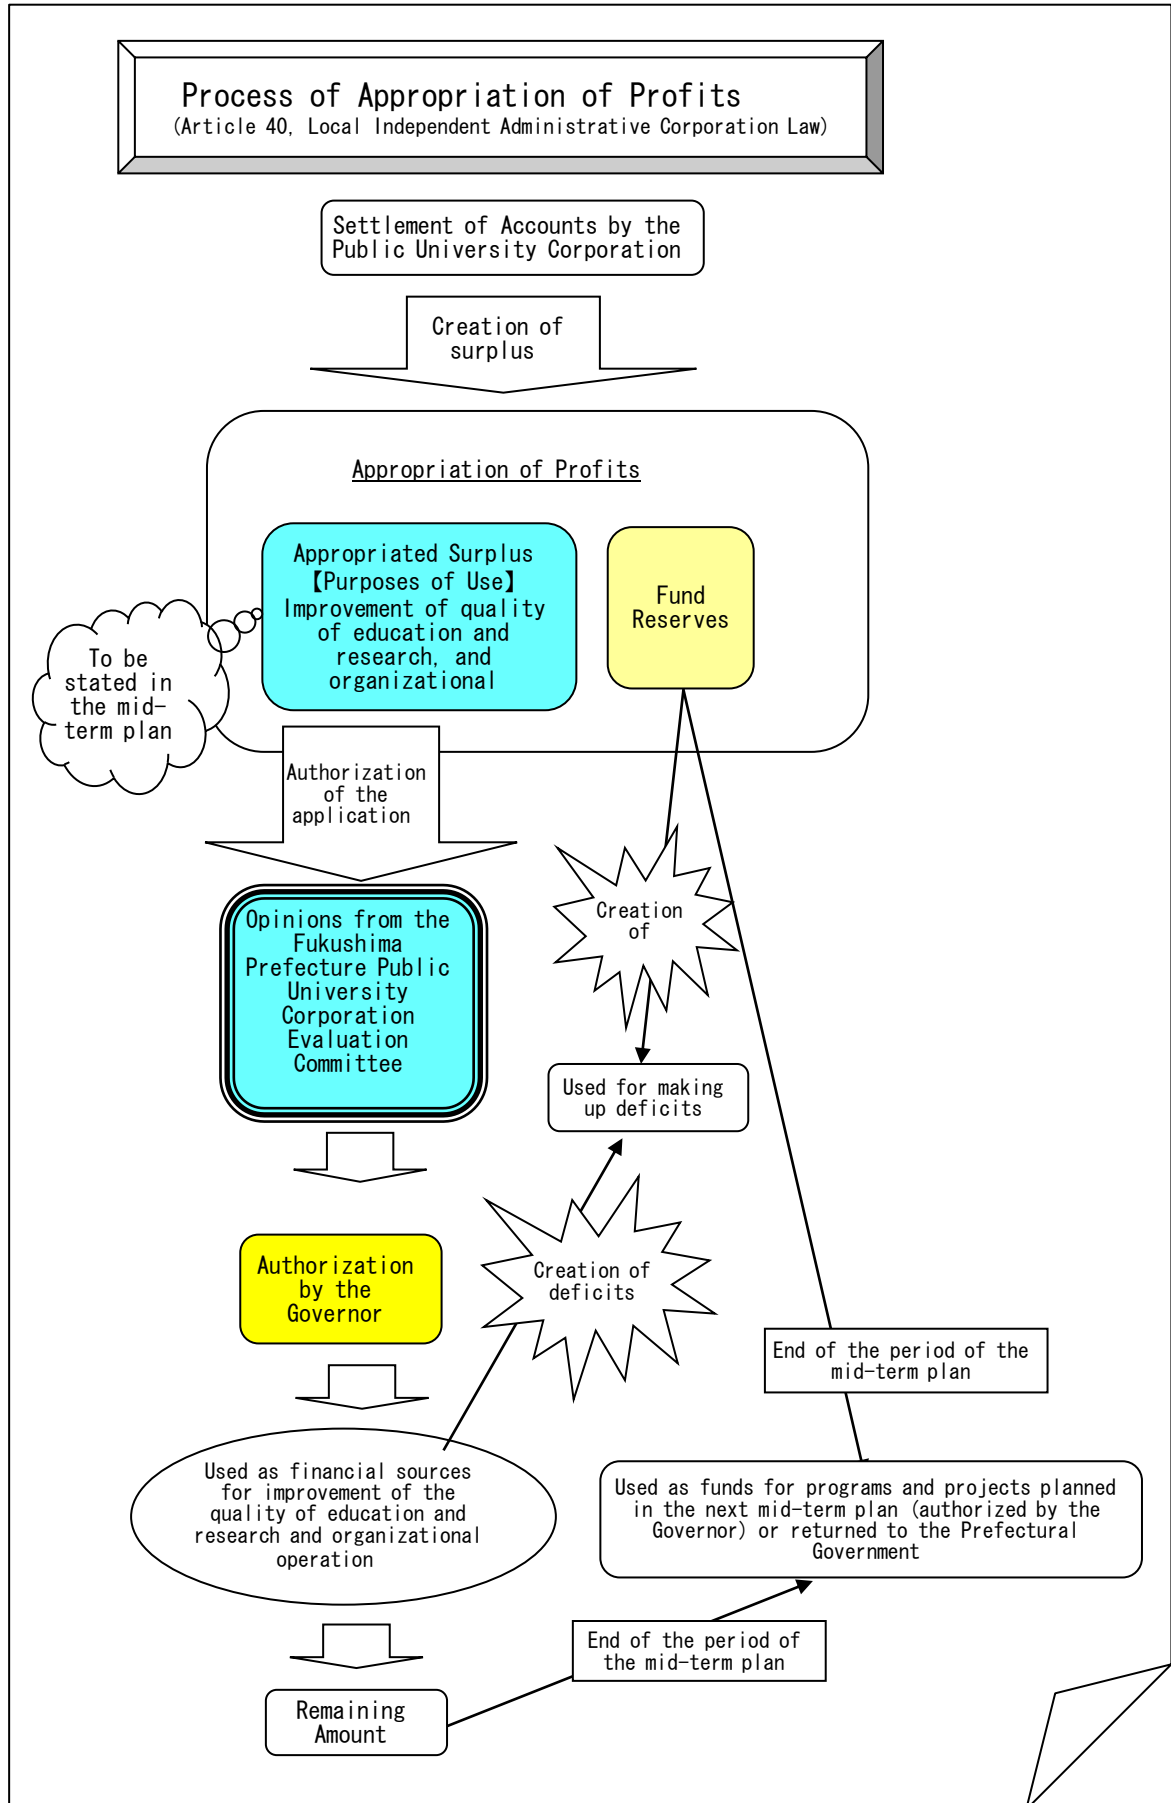 Process of Appropriation of Profits
(Article 40, Local Independent Administrative Corporation Law)
Settlement of Accounts by the
Public University Corporation
Creation of
surplus
Appropriation of Profits
Appropriated Surplus
【Purposes of Use】
Improvement of quality
of education and
research, and
organizational
Fund
Reserves
To be
stated in
the mid-
term plan
Authorization
of the
application
Creation
of
Opinions from the
Fukushima
Prefecture Public
University
Corporation
Evaluation
Committee
Used for making
up deficits
Authorization
by the
Governor
Creation of
deficits
End of the period of the
mid-term plan
Used as financial sources
for improvement of the
quality of education and
research and organizational
operation
Used as funds for programs and projects planned
in the next mid-term plan (authorized by the
Governor) or returned to the Prefectural
Government
End of the period of
the mid-term plan
Remaining
Amount